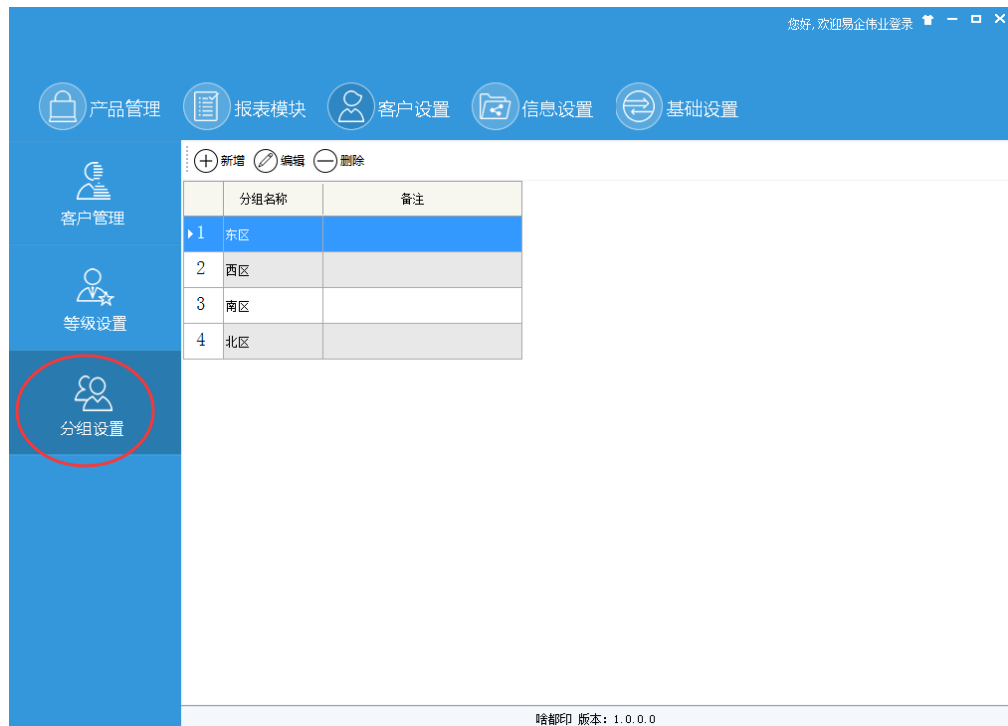 您好,欢迎易企伟业登录
产品管理 报表模块 客户设置 信息设置 基础设置
新增 编辑 删除
客户管理
等级设置
分组设置
分组名称 备注
1 东区
2 西区
3 南区
4 北区
啥都印 版本：1.0.0.0